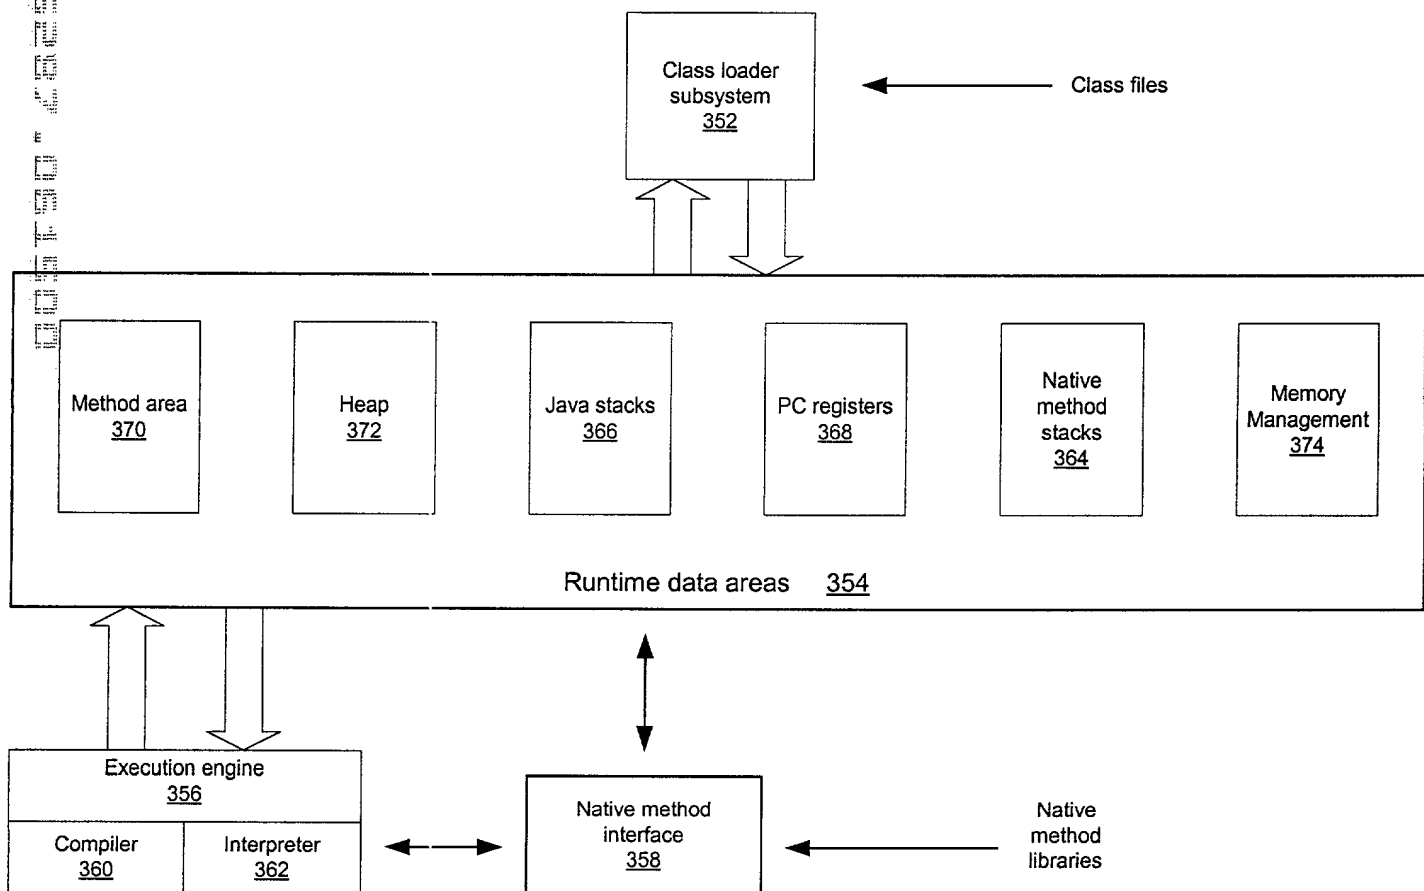 Class loader
subsystem
352
Class files
Method area
370
Heap
372
Java stacks
366
PC registers
368
Native
method
stacks
364
Memory
Management
374
Runtime data areas 354
Execution engine
356
Compiler
360
Interpreter
362
Native method
interface
358
Native
method
libraries